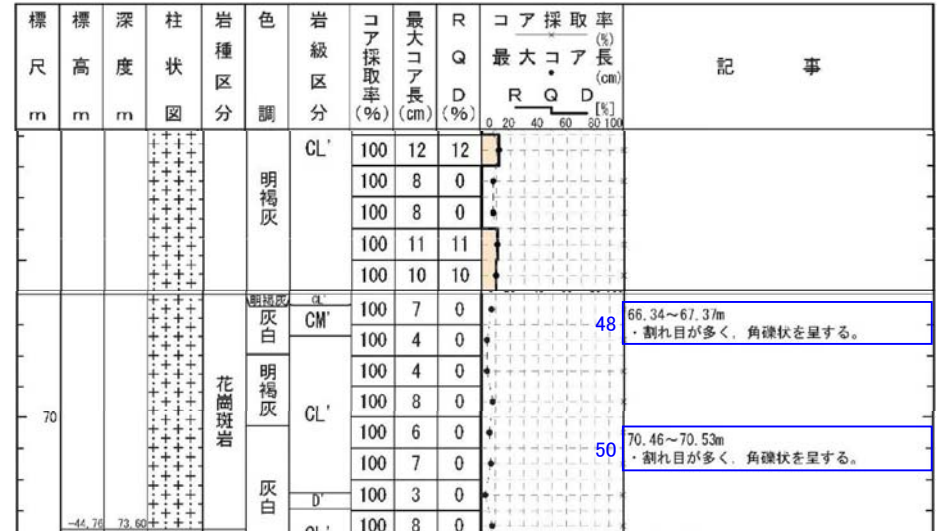 標尺 m
標高 m
深度 m
柱状図
岩種区分
色調
岩級区分
コア採取率(%)
最大コア長(cm)
RQD(%)
コア採取率(%)
最大コア長(cm)
RQD[%]
0 20 40 60 80 100
記事
明褐灰
CL'
100 12 12
100 8 0
100 8 0
100 11 11
100 10 10
明褐灰 CL' 100 7 0
灰白 CM'
48
66.34～67.37m
・割れ目が多く，角礫状を呈する。
100 4 0
明褐灰
100 4 0
花崗斑岩
100 8 0
70
CL'
100 6 0
50
70.46～70.53m
・割れ目が多く，角礫状を呈する。
100 7 0
灰白
D'
100 3 0
-44.76 73.60
CL'
100 8 0